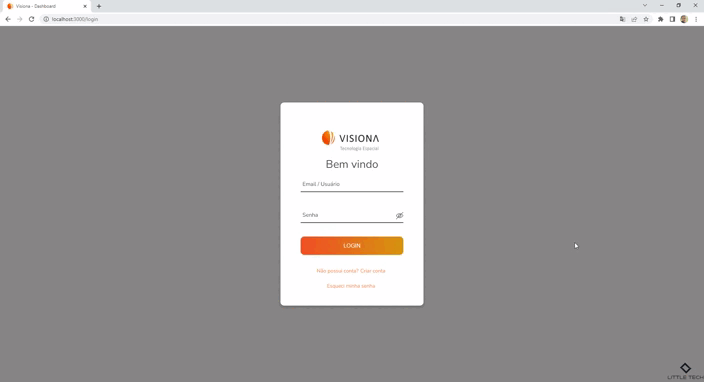 Visiona - Dashboard
localhost:3000/login
VISIONA
Tecnologia Espacial
Bem vindo
Email / Usuário
Senha
LOGIN
Não possui conta? Criar conta
Esqueci minha senha
LITTLE TECH